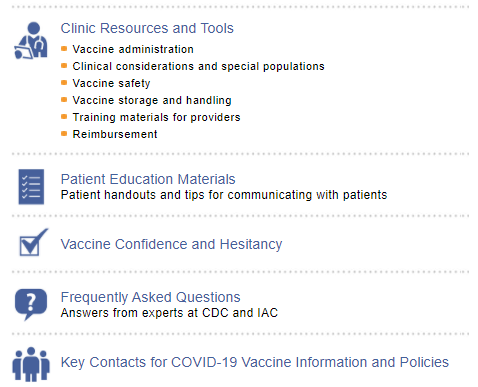 Clinic Resources and Tools
Vaccine administration
Clinical considerations and special populations
Vaccine safety
Vaccine storage and handling
Training materials for providers
Reimbursement
Patient Education Materials
Patient handouts and tips for communicating with patients
Vaccine Confidence and Hesitancy
?
Frequently Asked Questions
Answers from experts at CDC and IAC
Key Contacts for COVID-19 Vaccine Information and Policies